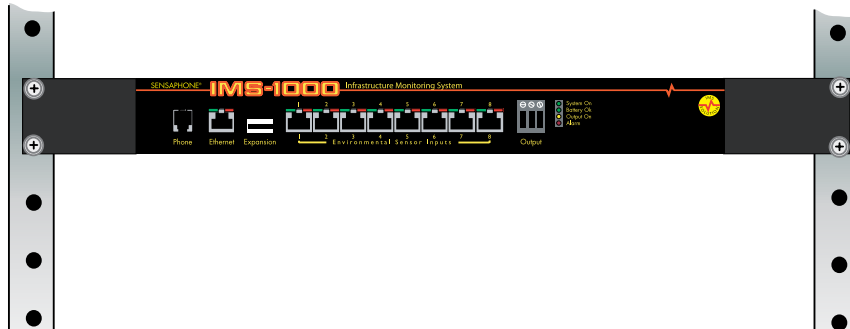 SENSAPHONE® IMS-1000 Infrastructure Monitoring System
1 2 3 4 5 6 7 8
System On
Battery Ok
Output On
Alarm
Phone Ethernet Expansion
1 2 3 4 5 6 7 8
Environmental Sensor Inputs
Output